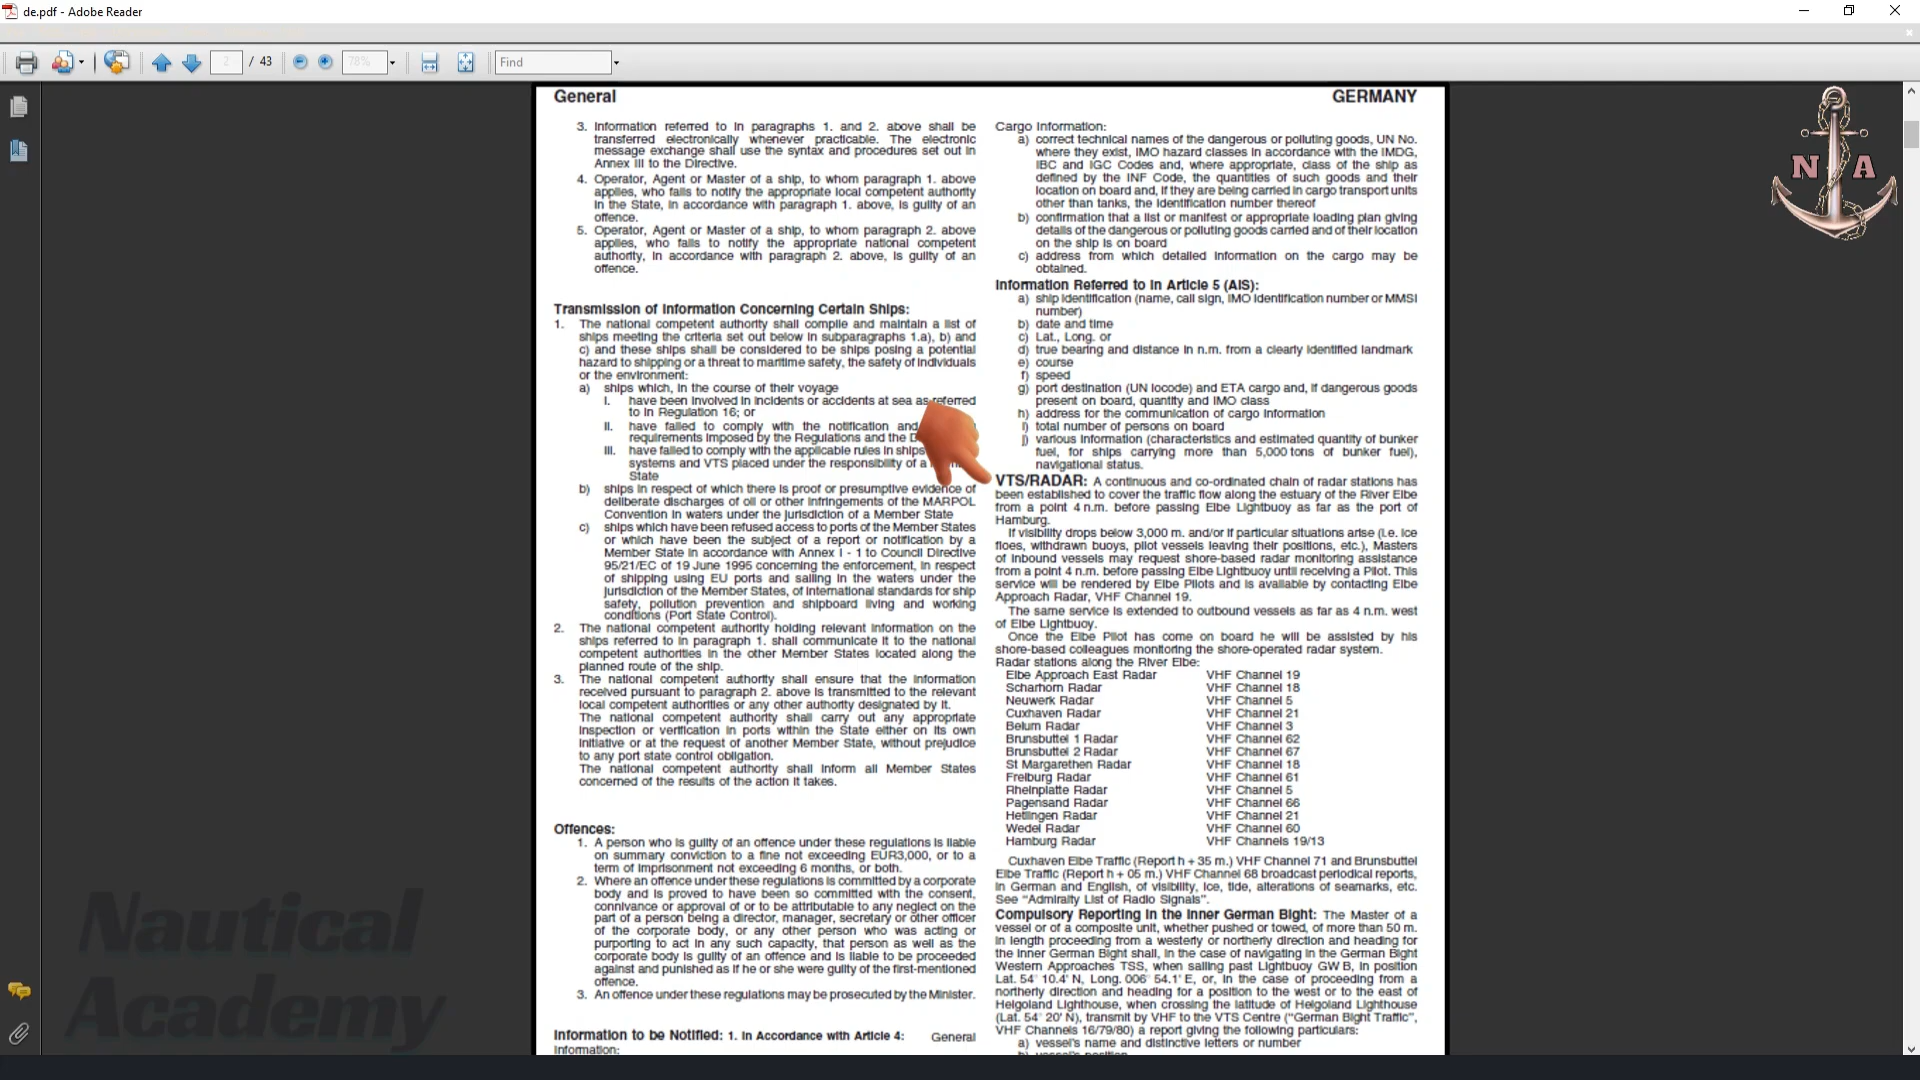 de.pdf - Adobe Reader
2 / 43
78%
Find
General
GERMANY
3. Information referred to in paragraphs 1. and 2. above shall be
transferred electronically whenever practicable. The electronic
message exchange shall use the syntax and procedures set out in
Annex III to the Directive.
4. Operator, Agent or Master of a ship, to whom paragraph 1. above
applies, who fails to notify the appropriate local competent authority
in the State, in accordance with paragraph 1. above, is guilty of an
offence.
5. Operator, Agent or Master of a ship, to whom paragraph 2. above
applies, who fails to notify the appropriate national competent
authority, in accordance with paragraph 2. above, is guilty of an
offence.
Transmission of Information Concerning Certain Ships:
1. The national competent authority shall compile and maintain a list of
ships meeting the criteria set out below in subparagraphs 1.a), b) and
c) and these ships shall be considered to be ships posing a potential
hazard to shipping or a threat to maritime safety, the safety of individuals
or the environment:
a) ships which, in the course of their voyage
I. have been involved in incidents or accidents at sea as referred
to in Regulation 16; or
II. have failed to comply with the notification and
requirements imposed by the Regulations and the D
III. have failed to comply with the applicable rules in ships
systems and VTS placed under the responsibility of a
State
b) ships in respect of which there is proof or presumptive evidence of
deliberate discharges of oil or other infringements of the MARPOL
Convention in waters under the jurisdiction of a Member State
c) ships which have been refused access to ports of the Member States
or which have been the subject of a report or notification by a
Member State in accordance with Annex I - 1 to Council Directive
95/21/EC of 19 June 1995 concerning the enforcement, in respect
of shipping using EU ports and sailing in the waters under the
jurisdiction of the Member States, of international standards for ship
safety, pollution prevention and shipboard living and working
conditions (Port State Control).
2. The national competent authority holding relevant information on the
ships referred to in paragraph 1. shall communicate it to the national
competent authorities in the other Member States located along the
planned route of the ship.
3. The national competent authority shall ensure that the information
received pursuant to paragraph 2. above is transmitted to the relevant
local competent authorities or any other authority designated by it.
The national competent authority shall carry out any appropriate
inspection or verification in ports within the State either on its own
initiative or at the request of another Member State, without prejudice
to any port state control obligation.
The national competent authority shall inform all Member States
concerned of the results of the action it takes.
Offences:
1. A person who is guilty of an offence under these regulations is liable
on summary conviction to a fine not exceeding EUR3,000, or to a
term of imprisonment not exceeding 6 months, or both.
2. Where an offence under these regulations is committed by a corporate
body and is proved to have been so committed with the consent,
connivance or approval of or to be attributable to any neglect on the
part of a person being a director, manager, secretary or other officer
of the corporate body, or any other person who was acting or
purporting to act in any such capacity, that person as well as the
corporate body is guilty of an offence and is liable to be proceeded
against and punished as if he or she were guilty of the first-mentioned
offence.
3. An offence under these regulations may be prosecuted by the Minister.
Information to be Notified: 1. In Accordance with Article 4: General
Information:
Cargo Information:
a) correct technical names of the dangerous or polluting goods, UN No.
where they exist, IMO hazard classes in accordance with the IMDG,
IBC and IGC Codes and, where appropriate, class of the ship as
defined by the INF Code, the quantities of such goods and their
location on board and, if they are being carried in cargo transport units
other than tanks, the identification number thereof
b) confirmation that a list or manifest or appropriate loading plan giving
details of the dangerous or polluting goods carried and of their location
on the ship is on board
c) address from which detailed information on the cargo may be
obtained.
Information Referred to in Article 5 (AIS):
a) ship identification (name, call sign, IMO identification number or MMSI
number)
b) date and time
c) Lat., Long. or
d) true bearing and distance in n.m. from a clearly identified landmark
e) course
f) speed
g) port destination (UN locode) and ETA cargo and, if dangerous goods
present on board, quantity and IMO class
h) address for the communication of cargo information
i) total number of persons on board
j) various information (characteristics and estimated quantity of bunker
fuel, for ships carrying more than 5,000 tons of bunker fuel),
navigational status.
VTS/RADAR: A continuous and co-ordinated chain of radar stations has
been established to cover the traffic flow along the estuary of the River Elbe
from a point 4 n.m. before passing Elbe Lightbuoy as far as the port of
Hamburg.
If visibility drops below 3,000 m. and/or if particular situations arise (i.e. ice
floes, withdrawn buoys, pilot vessels leaving their positions, etc.), Masters
of inbound vessels may request shore-based radar monitoring assistance
from a point 4 n.m. before passing Elbe Lightbuoy until receiving a Pilot. This
service will be rendered by Elbe Pilots and is available by contacting Elbe
Approach Radar, VHF Channel 19.
The same service is extended to outbound vessels as far as 4 n.m. west
of Elbe Lightbuoy.
Once the Elbe Pilot has come on board he will be assisted by his
shore-based colleagues monitoring the shore-operated radar system.
Radar stations along the River Elbe:
Elbe Approach East Radar VHF Channel 19
Scharhorn Radar VHF Channel 18
Neuwerk Radar VHF Channel 5
Cuxhaven Radar VHF Channel 21
Belum Radar VHF Channel 3
Brunsbuttel 1 Radar VHF Channel 62
Brunsbuttel 2 Radar VHF Channel 67
St Margarethen Radar VHF Channel 18
Freiburg Radar VHF Channel 61
Rheinplatte Radar VHF Channel 5
Pagensand Radar VHF Channel 66
Hetlingen Radar VHF Channel 21
Wedel Radar VHF Channel 60
Hamburg Radar VHF Channels 19/13
Cuxhaven Elbe Traffic (Report h + 35 m.) VHF Channel 71 and Brunsbuttel
Elbe Traffic (Report h + 05 m.) VHF Channel 68 broadcast periodical reports,
in German and English, of visibility, ice, tide, alterations of seamarks, etc.
See "Admiralty List of Radio Signals".
Compulsory Reporting in the Inner German Bight: The Master of a
vessel or of a composite unit, whether pushed or towed, of more than 50 m.
in length proceeding from a westerly or northerly direction and heading for
the Inner German Bight shall, in the case of navigating in the German Bight
Western Approaches TSS, when sailing past Lightbuoy GW B, in position
Lat. 54° 10.4' N, Long. 006° 54.1' E, or, in the case of proceeding from a
northerly direction and heading for a position to the west or to the east of
Helgoland Lighthouse, when crossing the latitude of Helgoland Lighthouse
(Lat. 54° 20' N), transmit by VHF to the VTS Centre ("German Bight Traffic",
VHF Channels 16/79/80) a report giving the following particulars:
a) vessel's name and distinctive letters or number
b) vessel's position
N A
Nautical
Academy